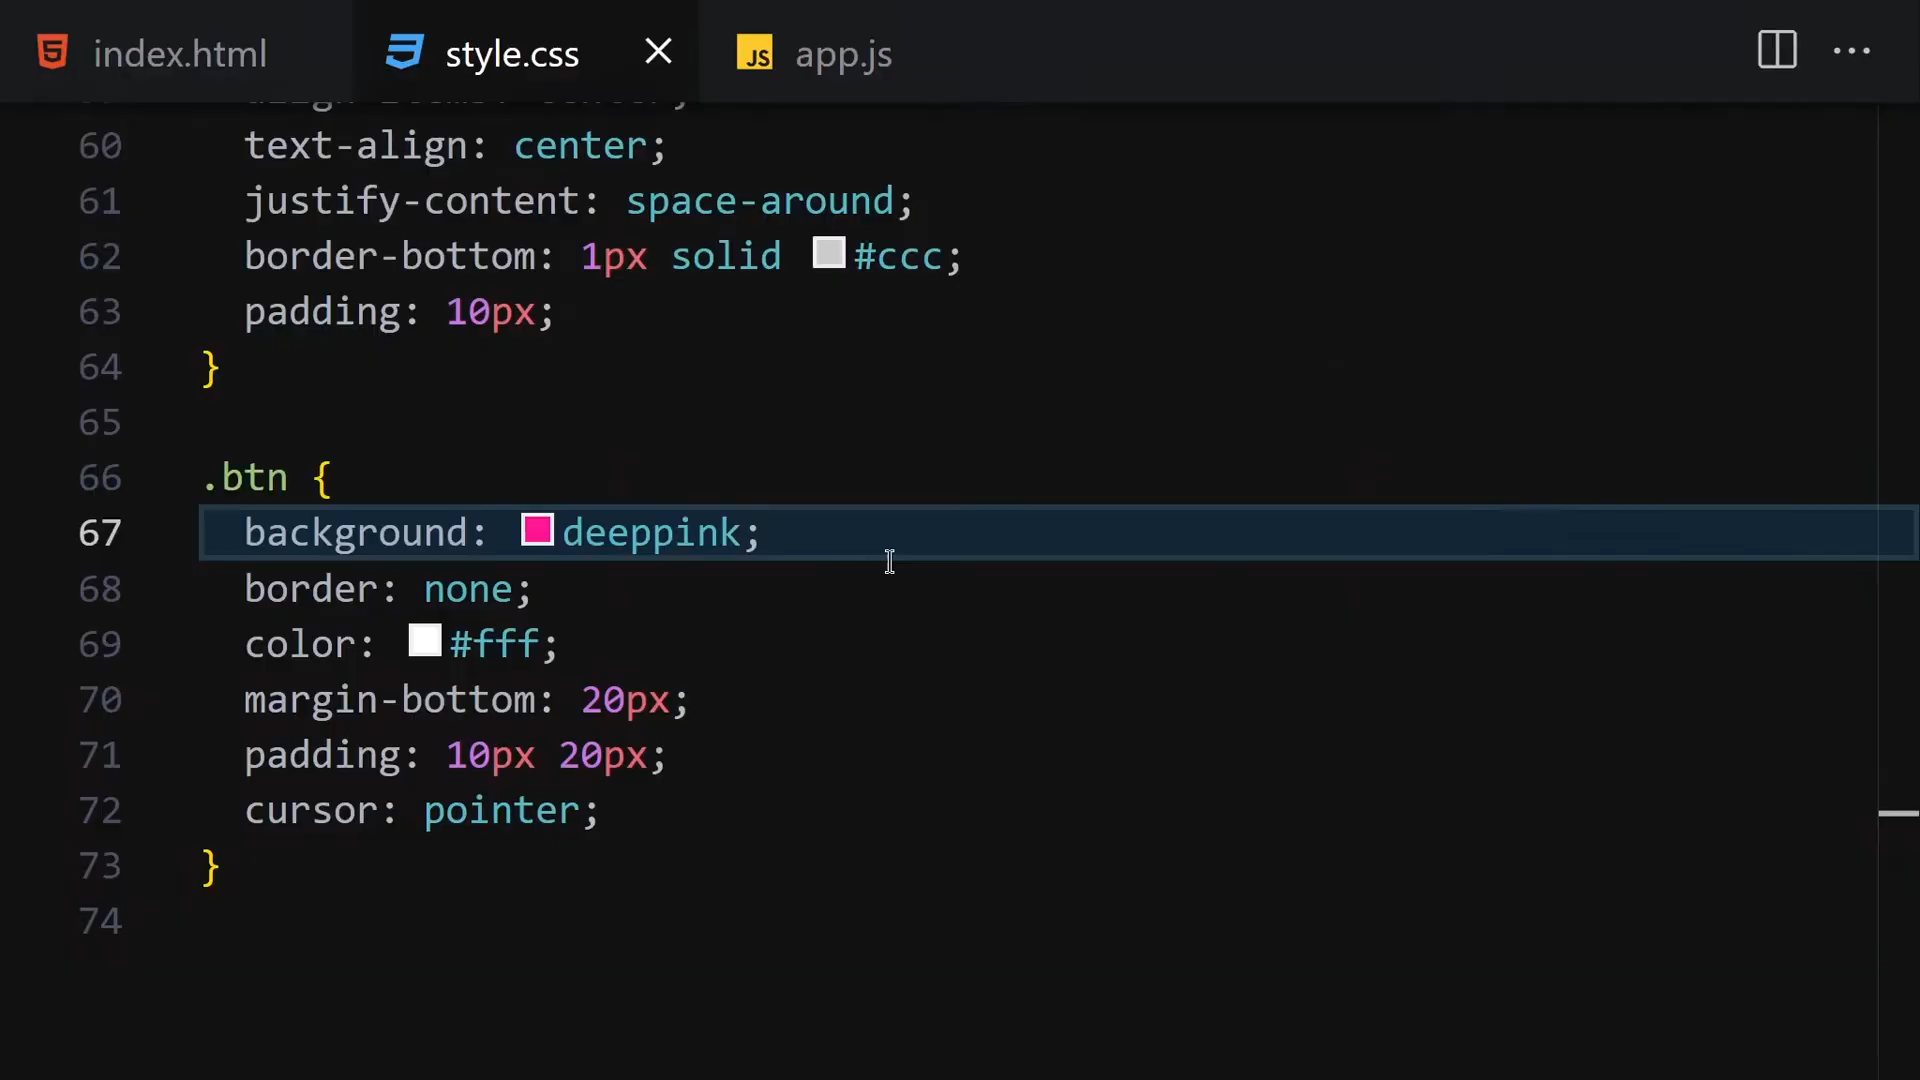 index.html
style.css
JS app.js
60 text-align: center;
61 justify-content: space-around;
62 border-bottom: 1px solid #ccc;
63 padding: 10px;
64 }
65
66 .btn {
67 background: deeppink;
68 border: none;
69 color: #fff;
70 margin-bottom: 20px;
71 padding: 10px 20px;
72 cursor: pointer;
73 }
74